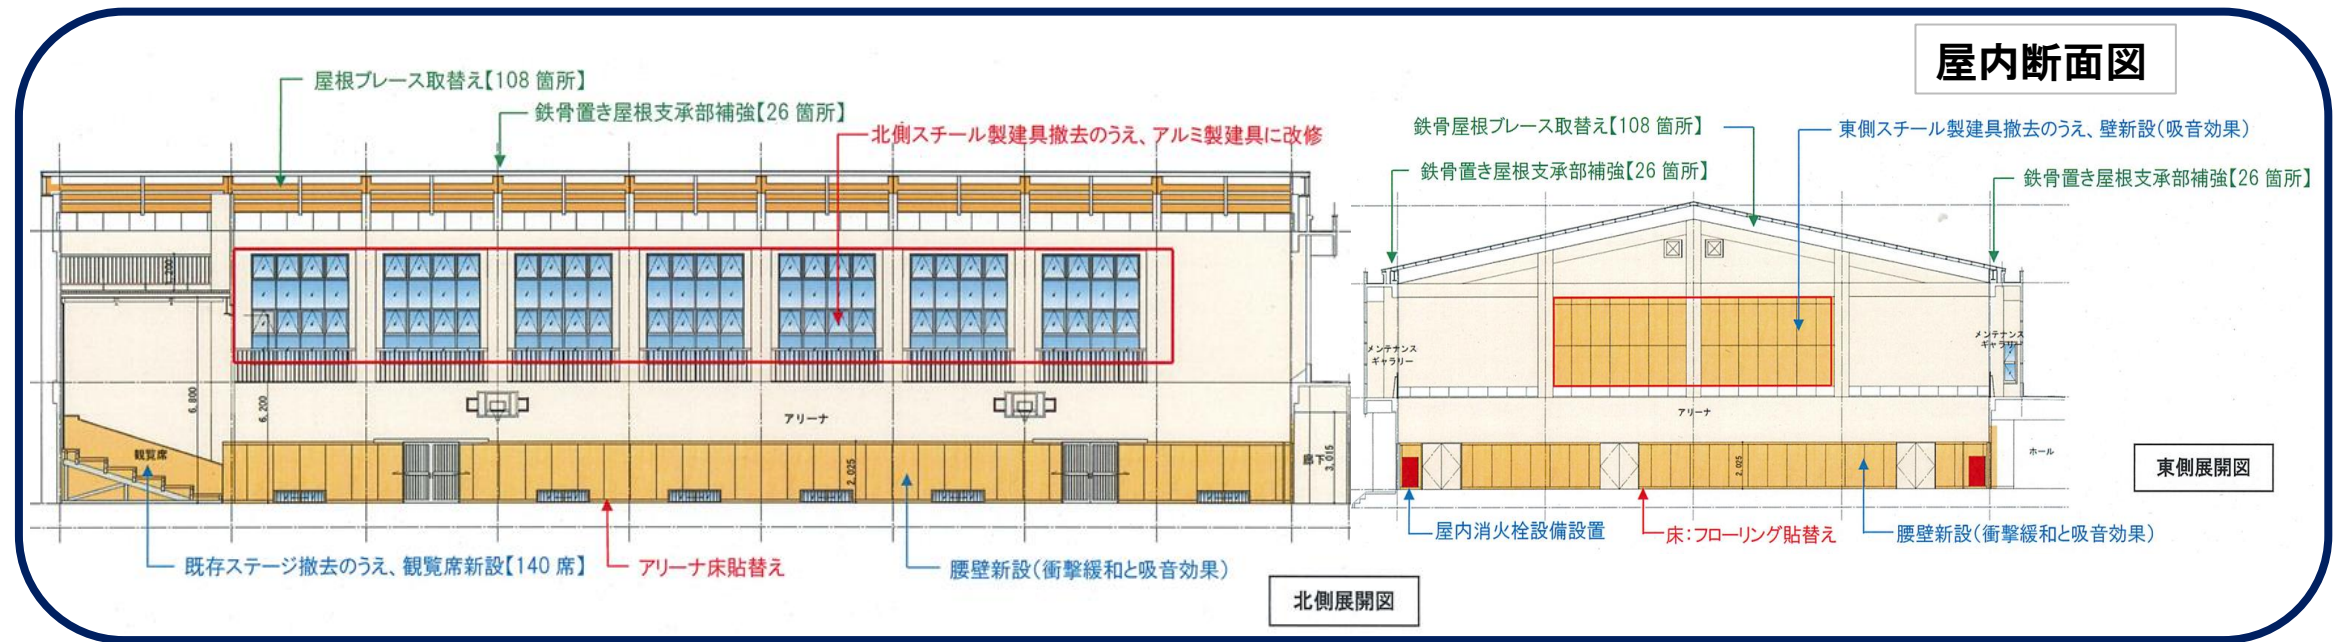 屋内断面図
屋根ブレース取替え【108 箇所】
鉄骨置き屋根支承部補強【26 箇所】
北側スチール製建具撤去のうえ、アルミ製建具に改修
6,800
6,200
アリーナ
観覧席
2,025
廊下
3,015
既存ステージ撤去のうえ、観覧席新設【140 席】
アリーナ床貼替え
腰壁新設(衝撃緩和と吸音効果)
北側展開図
鉄骨屋根ブレース取替え【108 箇所】
東側スチール製建具撤去のうえ、壁新設(吸音効果)
鉄骨置き屋根支承部補強【26 箇所】
鉄骨置き屋根支承部補強【26 箇所】
メンテナンス
ギャラリー
メンテナンス
ギャラリー
アリーナ
2,025
ホール
東側展開図
屋内消火栓設備設置
床:フローリング貼替え
腰壁新設(衝撃緩和と吸音効果)